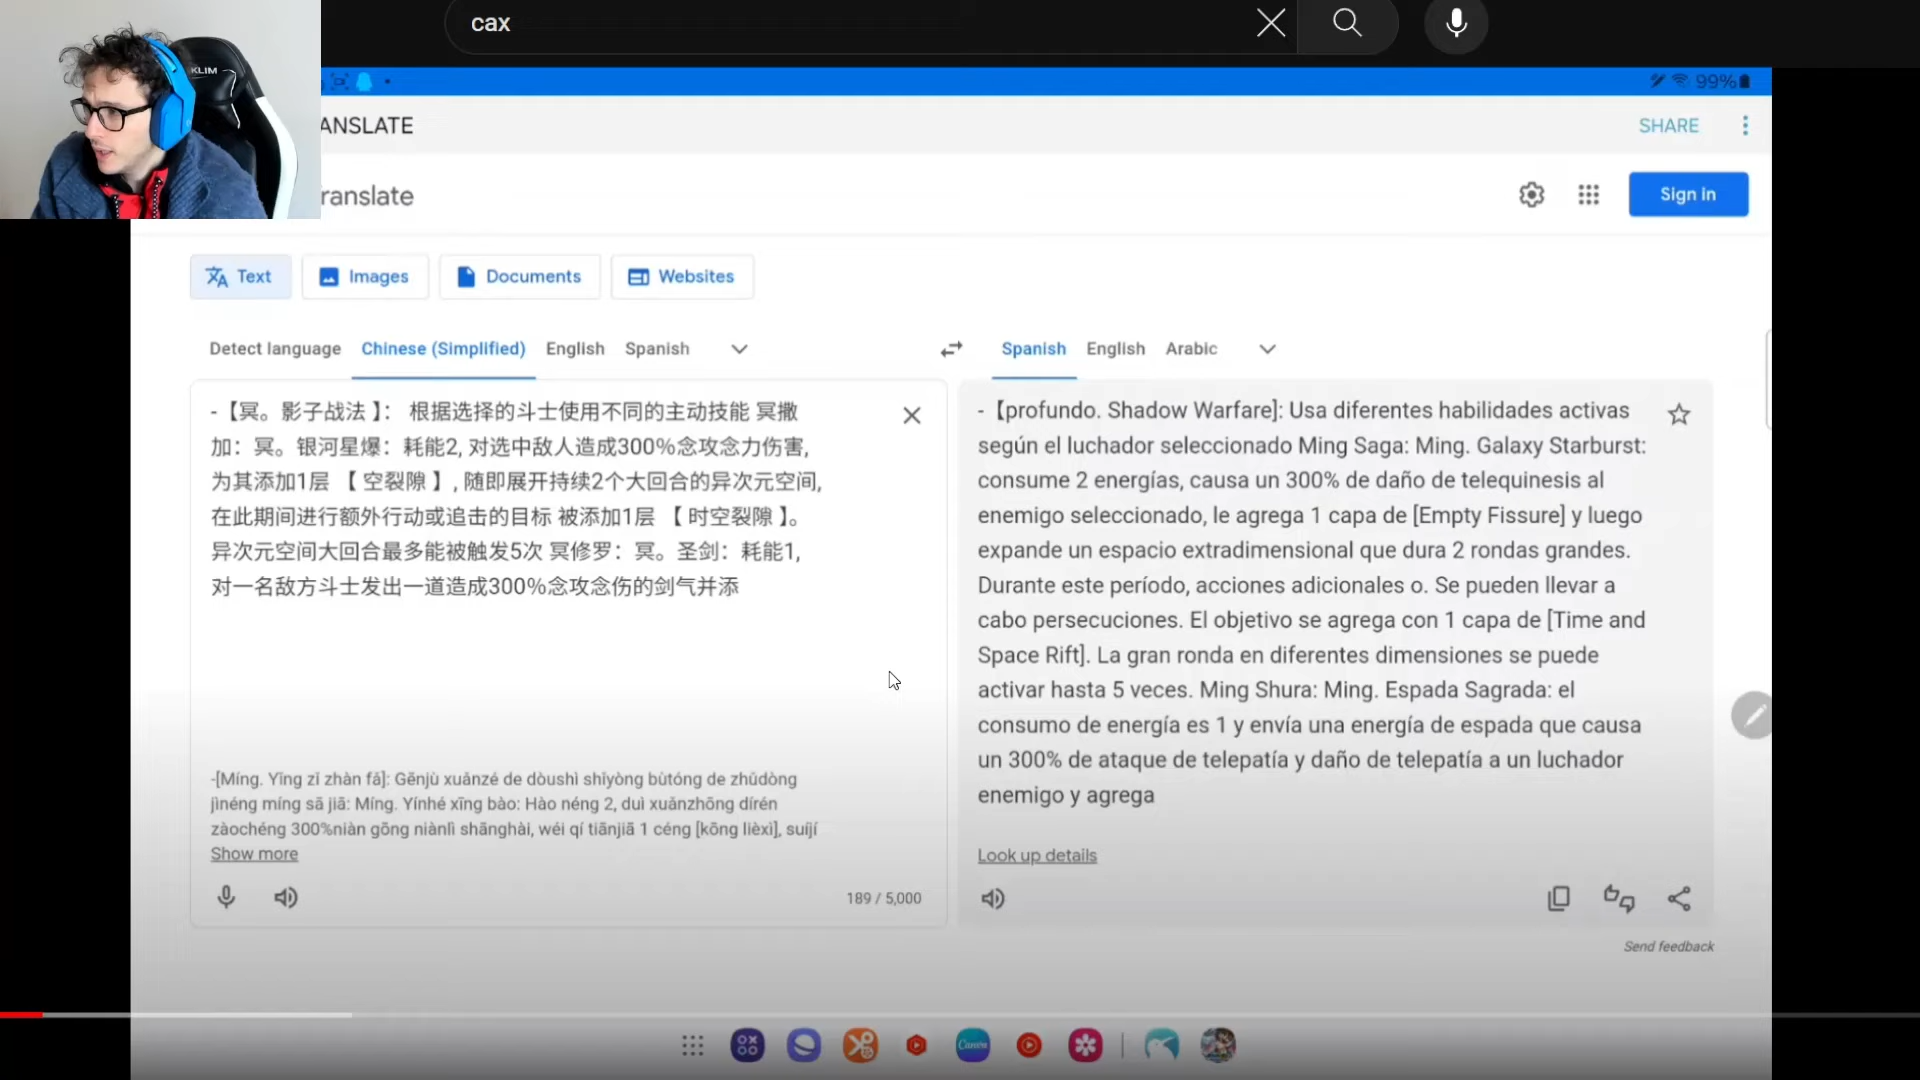 cax
KLIM
99%
ANSLATE
SHARE
ranslate
Sign in
Text
Images
Documents
Websites
Detect language
Chinese (Simplified)
English
Spanish
Spanish
English
Arabic
-【冥。影子战法】： 根据选择的斗士使用不同的主动技能 冥撒
加：冥。银河星爆：耗能2, 对选中敌人造成300%念攻念力伤害,
为其添加1层 【 空裂隙 】, 随即展开持续2个大回合的异次元空间,
在此期间进行额外行动或追击的目标 被添加1层 【 时空裂隙 】。
异次元空间大回合最多能被触发5次 冥修罗：冥。圣剑：耗能1,
对一名敌方斗士发出一道造成300%念攻念伤的剑气并添
-[Míng. Yǐng zǐ zhàn fǎ]: Gēnjù xuǎnzé de dòushì shǐyòng bùtóng de zhǔdòng
jìnéng míng sā jiā: Míng. Yínhé xīng bào: Hào néng 2, duì xuǎnzhōng dírén
zàochéng 300%niàn gōng niànlì shānghài, wéi qí tiānjiā 1 céng [kōng lièxì], suíjí
Show more
189 / 5,000
-【profundo. Shadow Warfare]: Usa diferentes habilidades activas
según el luchador seleccionado Ming Saga: Ming. Galaxy Starburst:
consume 2 energías, causa un 300% de daño de telequinesis al
enemigo seleccionado, le agrega 1 capa de [Empty Fissure] y luego
expande un espacio extradimensional que dura 2 rondas grandes.
Durante este período, acciones adicionales o. Se pueden llevar a
cabo persecuciones. El objetivo se agrega con 1 capa de [Time and
Space Rift]. La gran ronda en diferentes dimensiones se puede
activar hasta 5 veces. Ming Shura: Ming. Espada Sagrada: el
consumo de energía es 1 y envía una energía de espada que causa
un 300% de ataque de telepatía y daño de telepatía a un luchador
enemigo y agrega
Look up details
Send feedback
Canva